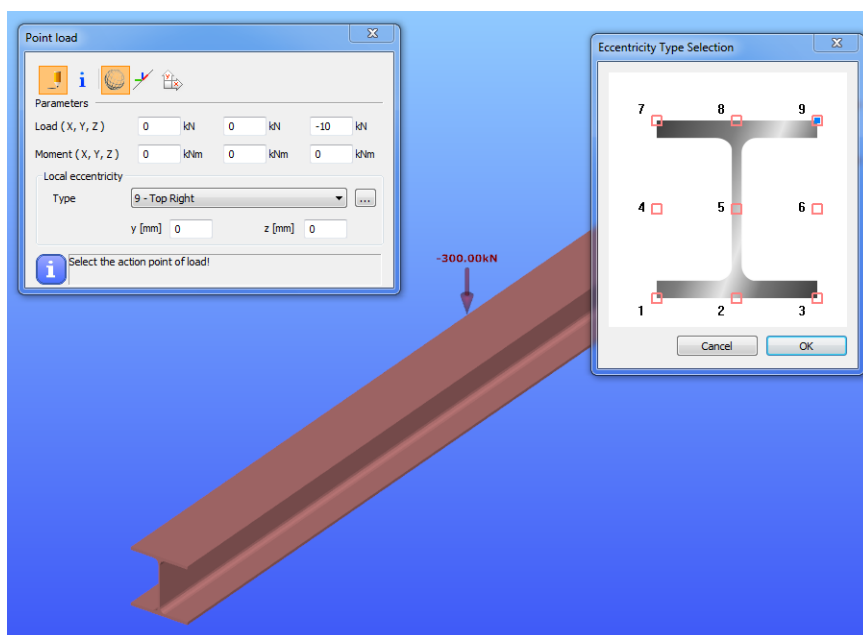 Point load
i
Parameters
Load ( X, Y, Z ) 0 kN 0 kN -10 kN
Moment ( X, Y, Z ) 0 kNm 0 kNm 0 kNm
Local eccentricity
Type 9 - Top Right ...
y [mm] 0 z [mm] 0
i Select the action point of load!
-300.00kN
Eccentricity Type Selection
7 8 9
4 5 6
1 2 3
Cancel OK